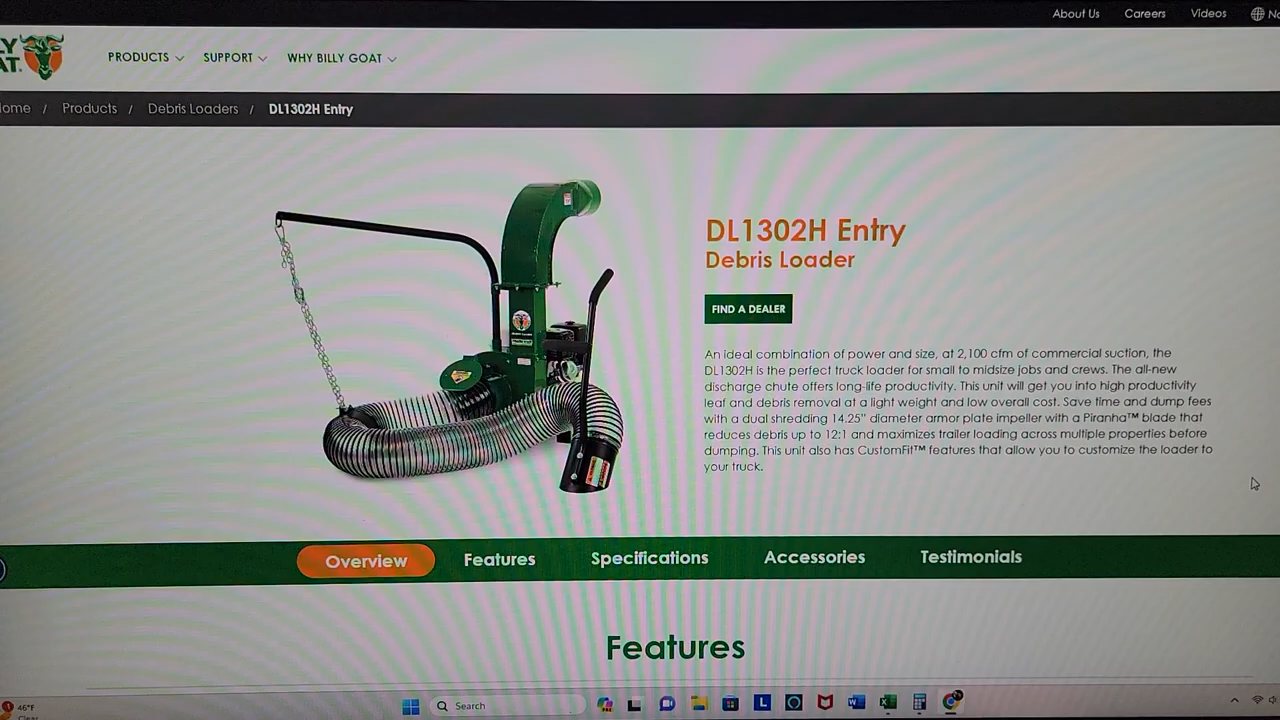 About Us Careers Videos
PRODUCTS SUPPORT WHY BILLY GOAT
Products / Debris Loaders / DL1302H Entry
DL1302H Entry
Debris Loader
FIND A DEALER
An ideal combination of power and size, at 2,100 cfm of commercial suction, the
DL1302H is the perfect truck loader for small to midsize jobs and crews. The all-new
discharge chute offers long-life productivity. This unit will get you into high productivity
leaf and debris removal at a light weight and low overall cost. Save time and dump fees
with a dual shredding 14.25" diameter armor plate impeller with a Piranha™ blade that
reduces debris up to 12:1 and maximizes trailer loading across multiple properties before
dumping. This unit also has CustomFit™ features that allow you to customize the loader to
your truck.
Overview Features Specifications Accessories Testimonials
Features
46°F
Clear
Search